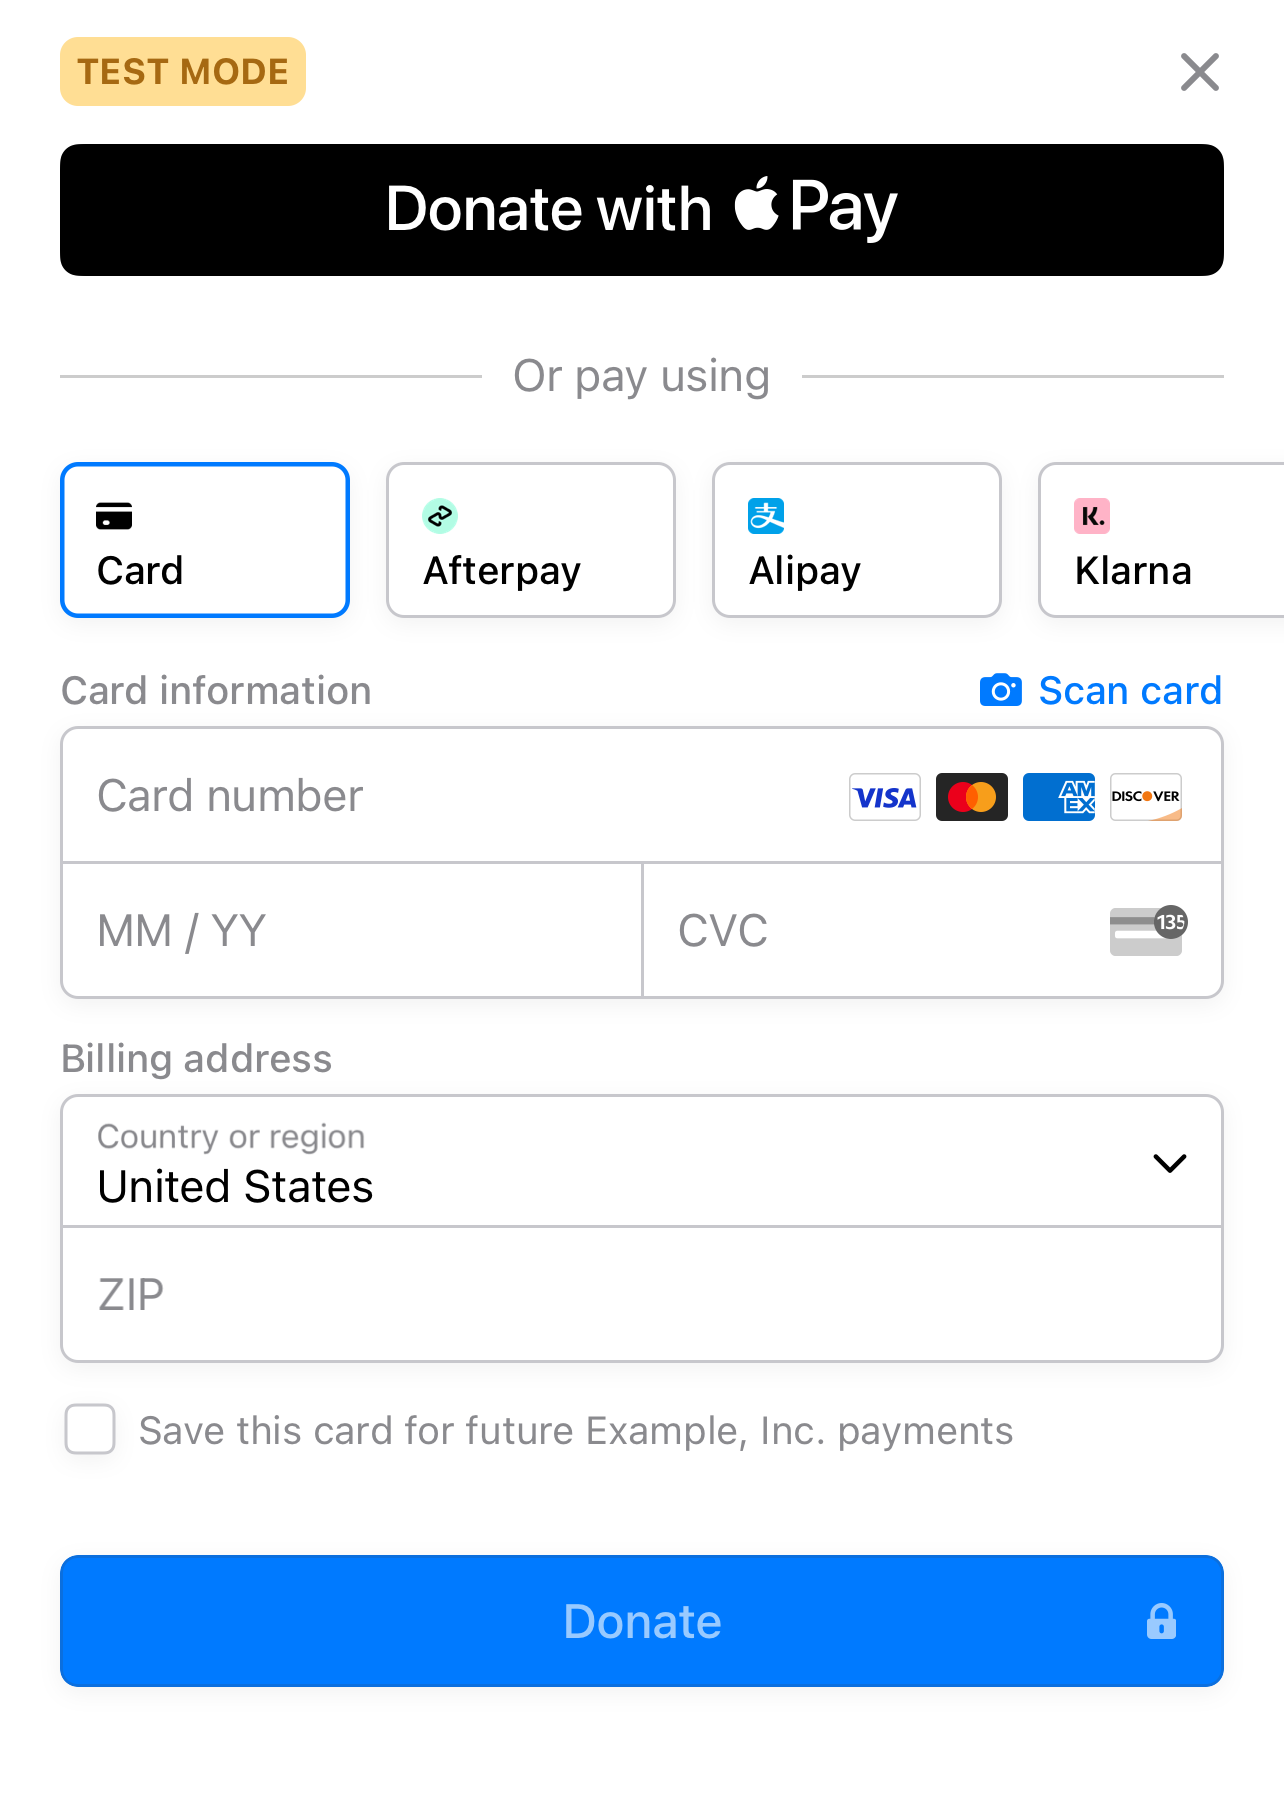 TEST MODE
Donate with Pay
Or pay using
Card
Afterpay
支
Alipay
K.
Klarna
Card information
Scan card
Card number
VISA
AM
EX
DISCOVER
MM / YY
CVC
135
Billing address
Country or region
United States
ZIP
Save this card for future Example, Inc. payments
Donate